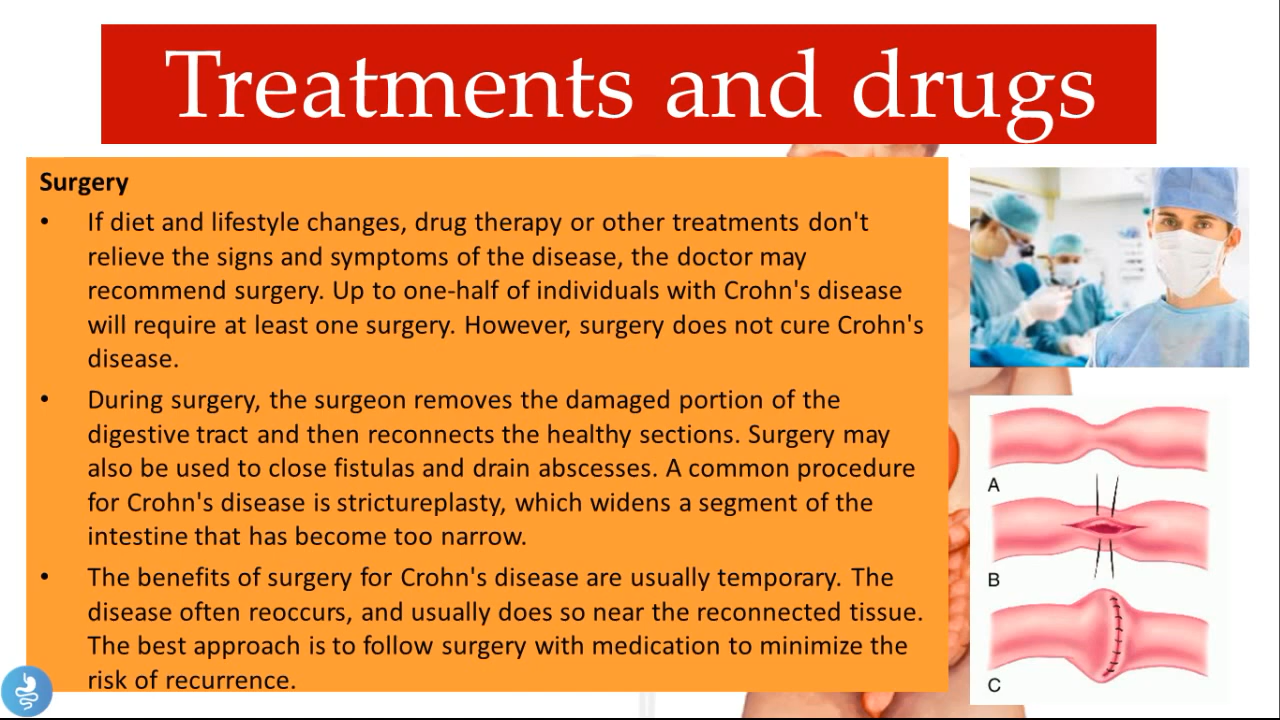 Treatments and drugs
Surgery
• If diet and lifestyle changes, drug therapy or other treatments don't
relieve the signs and symptoms of the disease, the doctor may
recommend surgery. Up to one-half of individuals with Crohn's disease
will require at least one surgery. However, surgery does not cure Crohn's
disease.
• During surgery, the surgeon removes the damaged portion of the
digestive tract and then reconnects the healthy sections. Surgery may
also be used to close fistulas and drain abscesses. A common procedure
for Crohn's disease is strictureplasty, which widens a segment of the
intestine that has become too narrow.
• The benefits of surgery for Crohn's disease are usually temporary. The
disease often reoccurs, and usually does so near the reconnected tissue.
The best approach is to follow surgery with medication to minimize the
risk of recurrence.
A
B
C